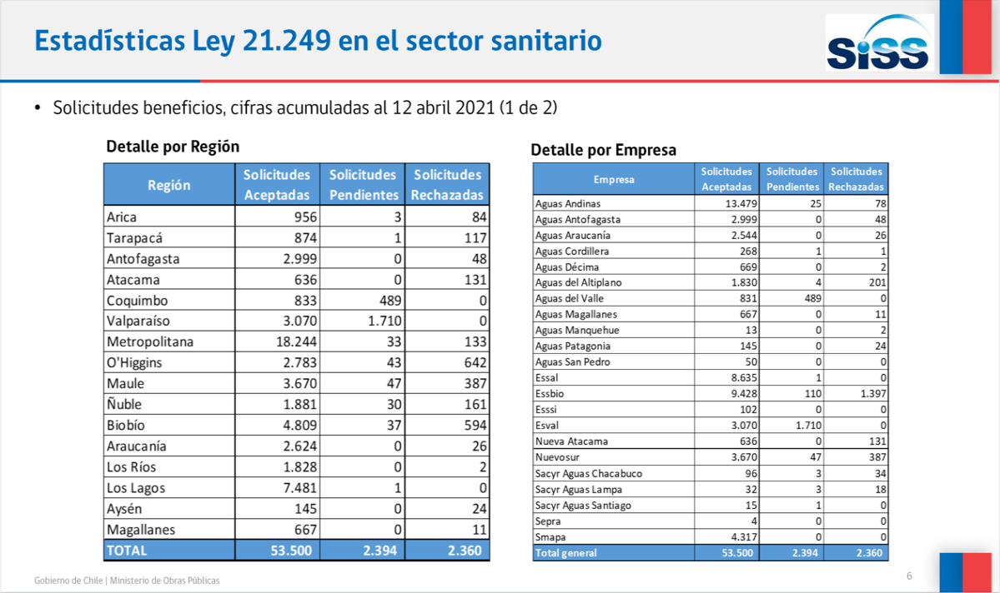 Estadísticas Ley 21.249 en el sector sanitario
SiSS
• Solicitudes beneficios, cifras acumuladas al 12 abril 2021 (1 de 2)
Detalle por Región
Región Solicitudes Aceptadas Solicitudes Pendientes Solicitudes Rechazadas
Arica 956 3 84
Tarapacá 874 1 117
Antofagasta 2.999 0 48
Atacama 636 0 131
Coquimbo 833 489 0
Valparaíso 3.070 1.710 0
Metropolitana 18.244 33 133
O'Higgins 2.783 43 642
Maule 3.670 47 387
Ñuble 1.881 30 161
Biobío 4.809 37 594
Araucanía 2.624 0 26
Los Ríos 1.828 0 2
Los Lagos 7.481 1 0
Aysén 145 0 24
Magallanes 667 0 11
TOTAL 53.500 2.394 2.360
Detalle por Empresa
Empresa Solicitudes Aceptadas Solicitudes Pendientes Solicitudes Rechazadas
Aguas Andinas 13.479 25 78
Aguas Antofagasta 2.999 0 48
Aguas Araucanía 2.544 0 26
Aguas Cordillera 268 1 1
Aguas Décima 669 0 2
Aguas del Altiplano 1.830 4 201
Aguas del Valle 831 489 0
Aguas Magallanes 667 0 11
Aguas Manquehue 13 0 2
Aguas Patagonia 145 0 24
Aguas San Pedro 50 0 0
Essal 8.635 1 0
Essbio 9.428 110 1.397
Esssi 102 0 0
Esval 3.070 1.710 0
Nueva Atacama 636 0 131
Nuevosur 3.670 47 387
Sacyr Aguas Chacabuco 96 3 34
Sacyr Aguas Lampa 32 3 18
Sacyr Aguas Santiago 15 1 0
Sepra 4 0 0
Smapa 4.317 0 0
Total general 53.500 2.394 2.360
Gobierno de Chile | Ministerio de Obras Públicas
6